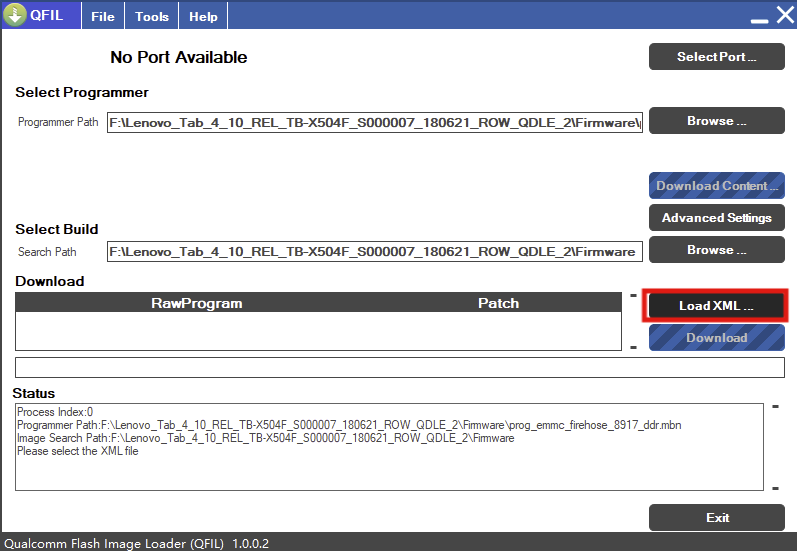 QFIL File Tools Help
No Port Available
Select Port ...
Select Programmer
Programmer Path F:\Lenovo_Tab_4_10_REL_TB-X504F_S000007_180621_ROW_QDLE_2\Firmware\ Browse ...
Download Content ...
Advanced Settings
Select Build
Search Path F:\Lenovo_Tab_4_10_REL_TB-X504F_S000007_180621_ROW_QDLE_2\Firmware Browse ...
Download
RawProgram Patch
Load XML ...
Download
Status
Process Index:0
Programmer Path:F:\Lenovo_Tab_4_10_REL_TB-X504F_S000007_180621_ROW_QDLE_2\Firmware\prog_emmc_firehose_8917_ddr.mbn
Image Search Path:F:\Lenovo_Tab_4_10_REL_TB-X504F_S000007_180621_ROW_QDLE_2\Firmware
Please select the XML file
Exit
Qualcomm Flash Image Loader (QFIL) 1.0.0.2